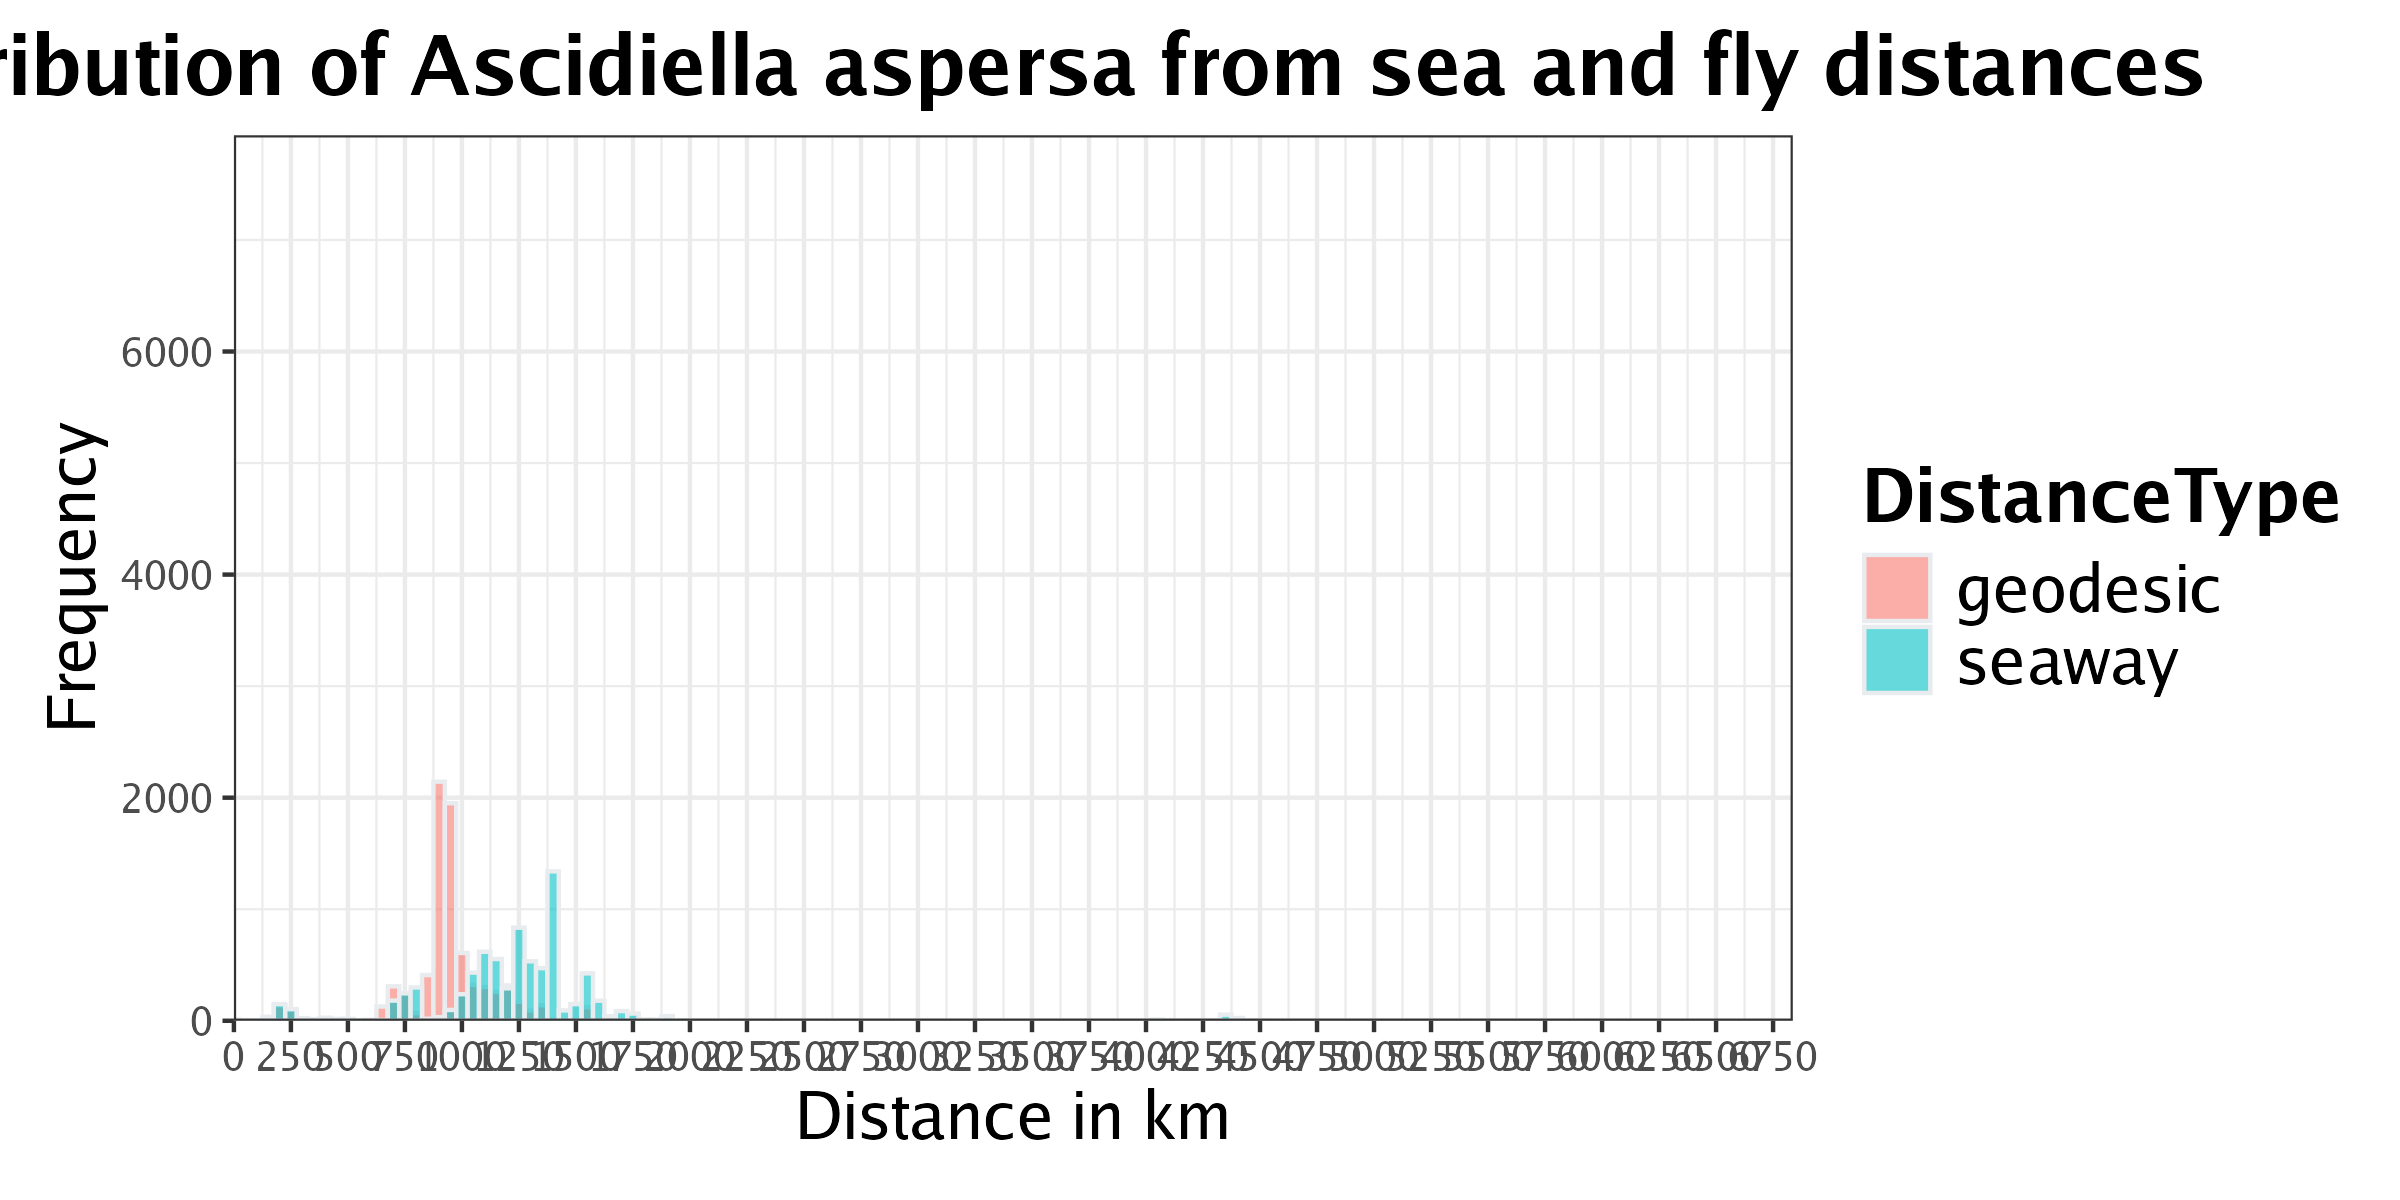 ribution of Ascidiella aspersa from sea and fly distances
Frequency
6000
4000
2000
0
0 250 500 750 1000 1250 1500 1750 2000 2250 2500 2750 3000 3250 3500 3750 4000 4250 4500 4750 5000 5250 5500 5750 6000 6250 6500 6750
Distance in km
DistanceType
geodesic
seaway